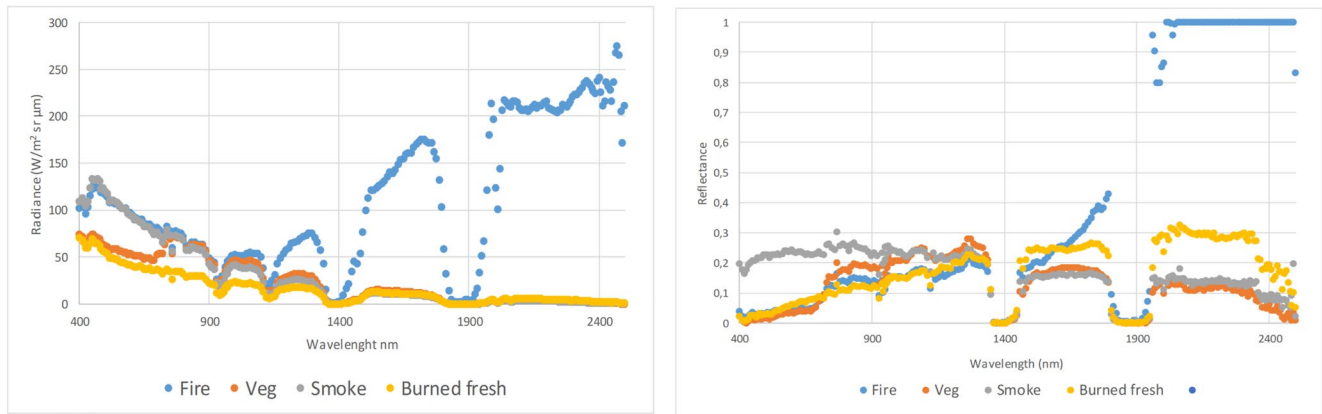 300
250
200
150
100
50
0
Radiance (W/m² sr µm)
400 900 1400 1900 2400
Wavelenght nm
Fire Veg Smoke Burned fresh
1
0,9
0,8
0,7
0,6
0,5
0,4
0,3
0,2
0,1
0
Reflectance
400 900 1400 1900 2400
Wavelength (nm)
Fire Veg Smoke Burned fresh